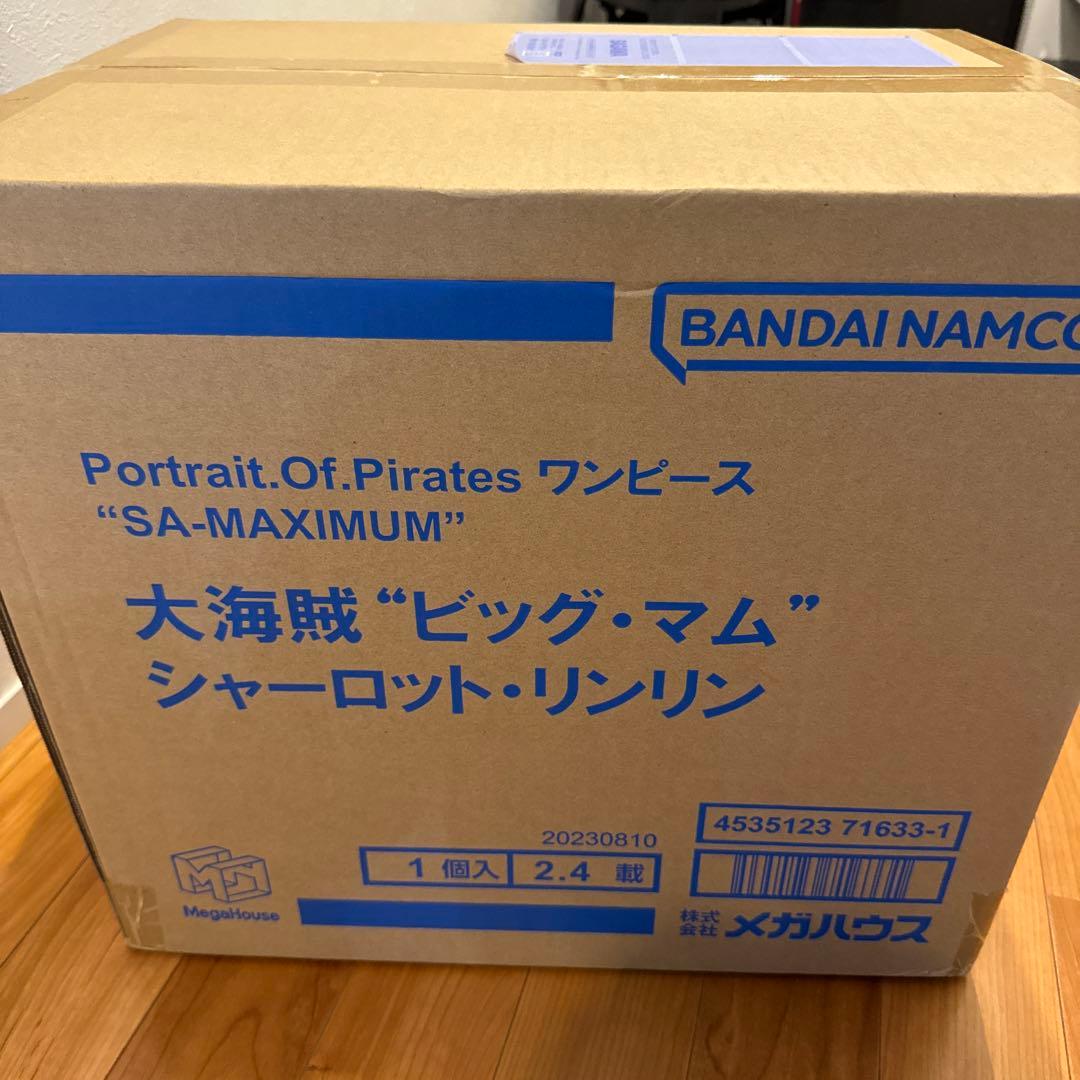 BANDAI NAMCO
Portrait.Of.Pirates ワンピース
“SA-MAXIMUM”
大海賊“ビッグ・マム”
シャーロット・リンリン
20230810
1 個入 2.4 載
4535123 71633-1
MegaHouse
株式会社 メガハウス